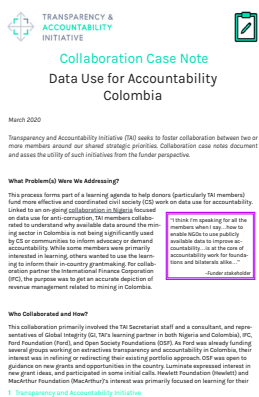 TRANSPARENCY &
ACCOUNTABILITY
INITIATIVE
Collaboration Case Note
Data Use for Accountability
Colombia
March 2020
Transparency and Accountability Initiative (TAI) seeks to foster collaboration between two or
more members around our shared strategic priorities. Collaboration case notes document
and asses the utility of such initiatives from the funder perspective.
What Problem(s) Were We Addressing?
This process forms part of a learning agenda to help donors (particularly TAI members)
fund more effective and coordinated civil society (CS) work on data use for accountability.
Linked to an on-going collaboration in Nigeria focused
on data use for anti-corruption, TAI members collabo-
rated to understand why available data around the min-
ing sector in Colombia is not being significantly used
by CS or communities to inform advocacy or demand
accountability. While some members were primarily
interested in learning, others wanted to use the learn-
ing to inform their in-country grantmaking. For collab-
oration partner the International Finance Corporation
(IFC), the purpose was to get an accurate depiction of
revenue management related to mining in Colombia.
"I think I'm speaking for all the
members when I say...how to
enable NGOs to use publicly
available data to improve ac-
countability...is at the core of
accountability work for founda-
tions and bilaterals alike..."
-Funder stakeholder
Who Collaborated and How?
This collaboration primarily involved the TAI Secretariat staff and a consultant, and repre-
sentatives of Global Integrity (GI, TAI's learning partner in both Nigeria and Colombia), IFC,
Ford Foundation (Ford), and Open Society Foundations (OSF). As Ford was already funding
several groups working on extractives transparency and accountability in Colombia, their
interest was in refining or redirecting their existing portfolio approach. OSF was open to
guidance on new grants and opportunities in the country. Luminate expressed interest in
new grant ideas, and participated in some initial calls. Hewlett Foundation (Hewlett) and
MacArthur Foundation (MacArthur)'s interest was primarily focused on learning for their
1 Transparency and Accountability Initiative